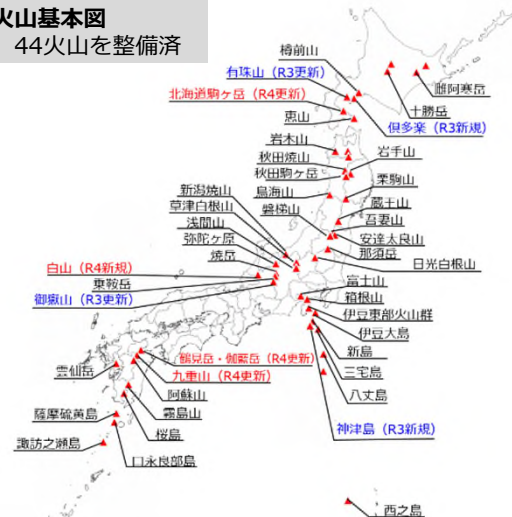 火山基本図
44火山を整備済
樽前山
有珠山（R3更新）
北海道駒ヶ岳（R4更新）
恵山
雌阿寒岳
十勝岳
倶多楽（R3新規）
岩木山
秋田焼山
秋田駒ヶ岳
岩手山
栗駒山
鳥海山
蔵王山
磐梯山
吾妻山
安達太良山
那須岳
日光白根山
新潟焼山
草津白根山
浅間山
弥陀ヶ原
焼岳
白山（R4新規）
乗鞍岳
御嶽山（R3更新）
富士山
箱根山
伊豆東部火山群
伊豆大島
新島
三宅島
八丈島
神津島（R3新規）
鶴見岳・伽藍岳（R4更新）
九重山（R4更新）
雲仙岳
阿蘇山
霧島山
桜島
薩摩硫黄島
諏訪之瀬島
口永良部島
西之島